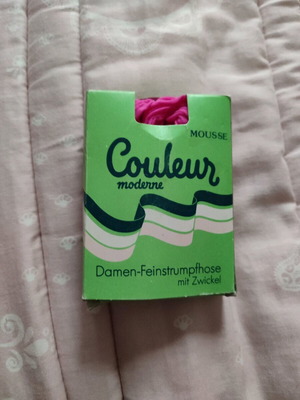 MOUSSE
Couleur
moderne
Damen-Feinstrumpfhose
mit Zwickel